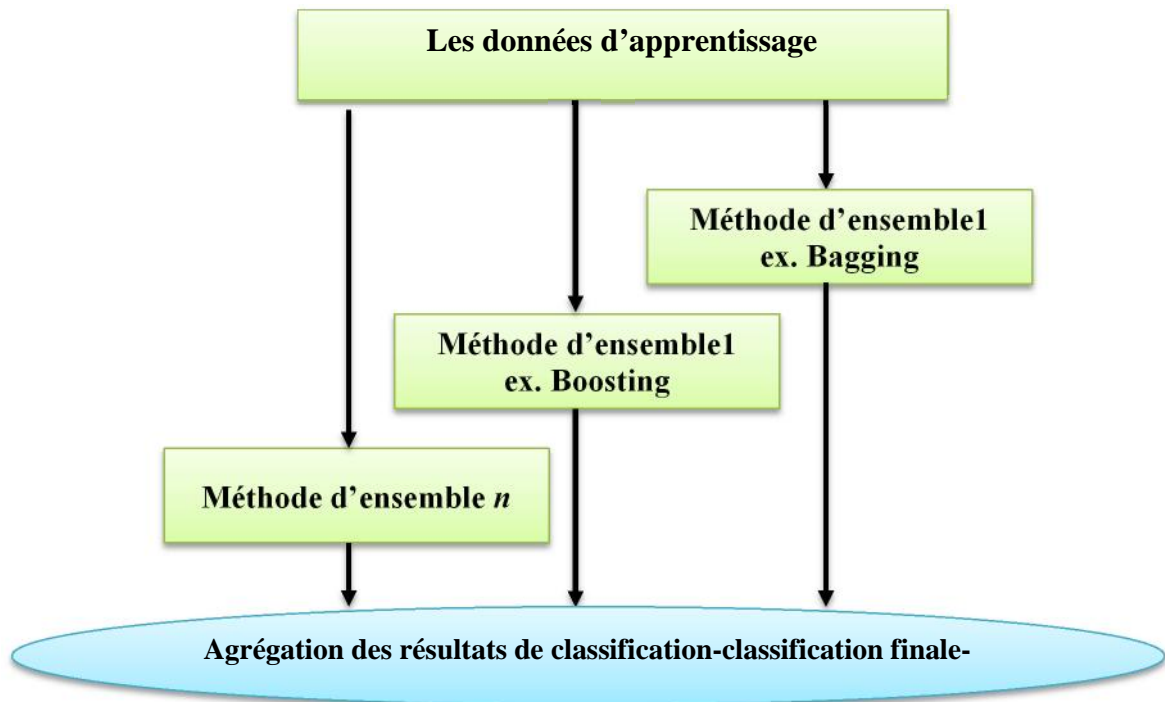 Les données d’apprentissage
Méthode d’ensemble1
ex. Bagging
Méthode d’ensemble1
ex. Boosting
Méthode d’ensemble n
Agrégation des résultats de classification-classification finale-